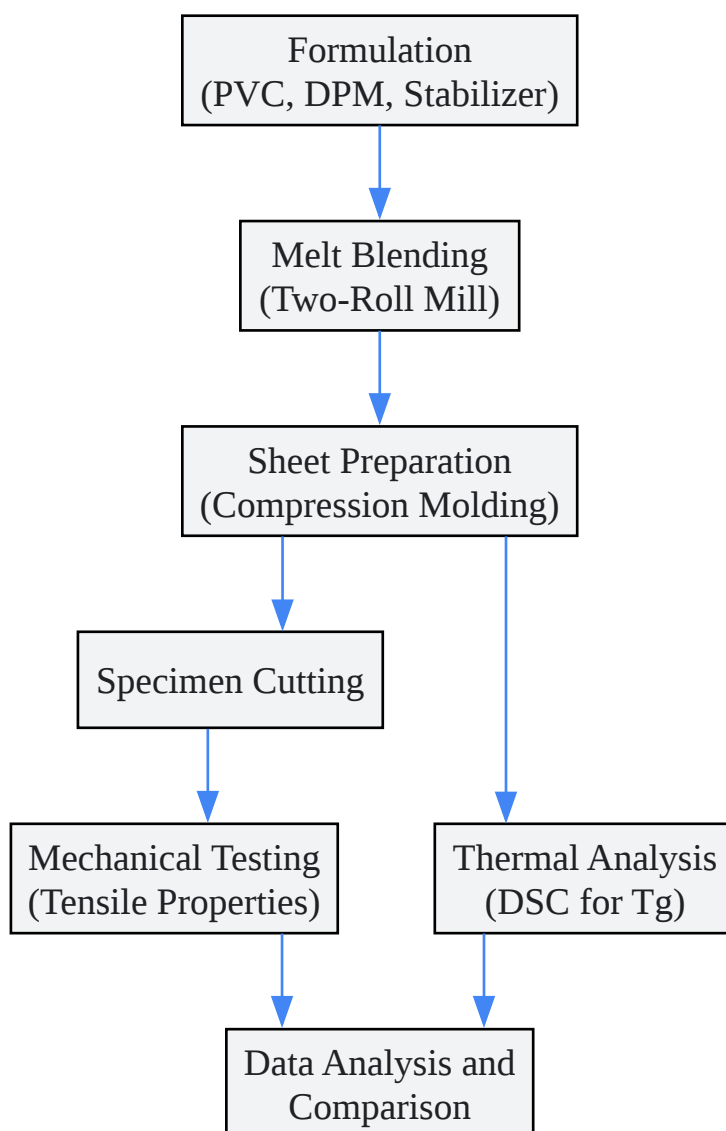 Formulation
(PVC, DPM, Stabilizer)
Melt Blending
(Two-Roll Mill)
Sheet Preparation
(Compression Molding)
Specimen Cutting
Mechanical Testing
(Tensile Properties)
Thermal Analysis
(DSC for Tg)
Data Analysis and
Comparison